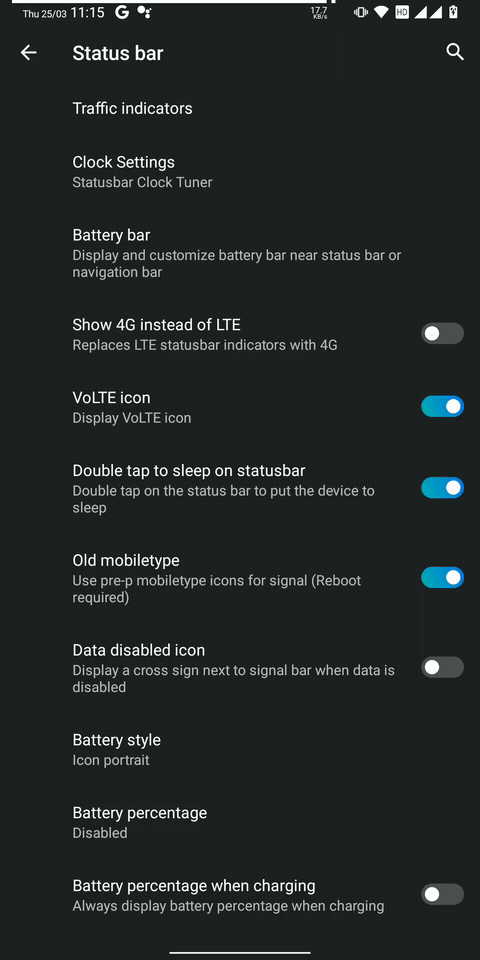 Thu 25/03 11:15 G 17.7 KB/s HD
Status bar
Traffic indicators
Clock Settings
Statusbar Clock Tuner
Battery bar
Display and customize battery bar near status bar or
navigation bar
Show 4G instead of LTE
Replaces LTE statusbar indicators with 4G
VoLTE icon
Display VoLTE icon
Double tap to sleep on statusbar
Double tap on the status bar to put the device to
sleep
Old mobiletype
Use pre-p mobiletype icons for signal (Reboot
required)
Data disabled icon
Display a cross sign next to signal bar when data is
disabled
Battery style
Icon portrait
Battery percentage
Disabled
Battery percentage when charging
Always display battery percentage when charging